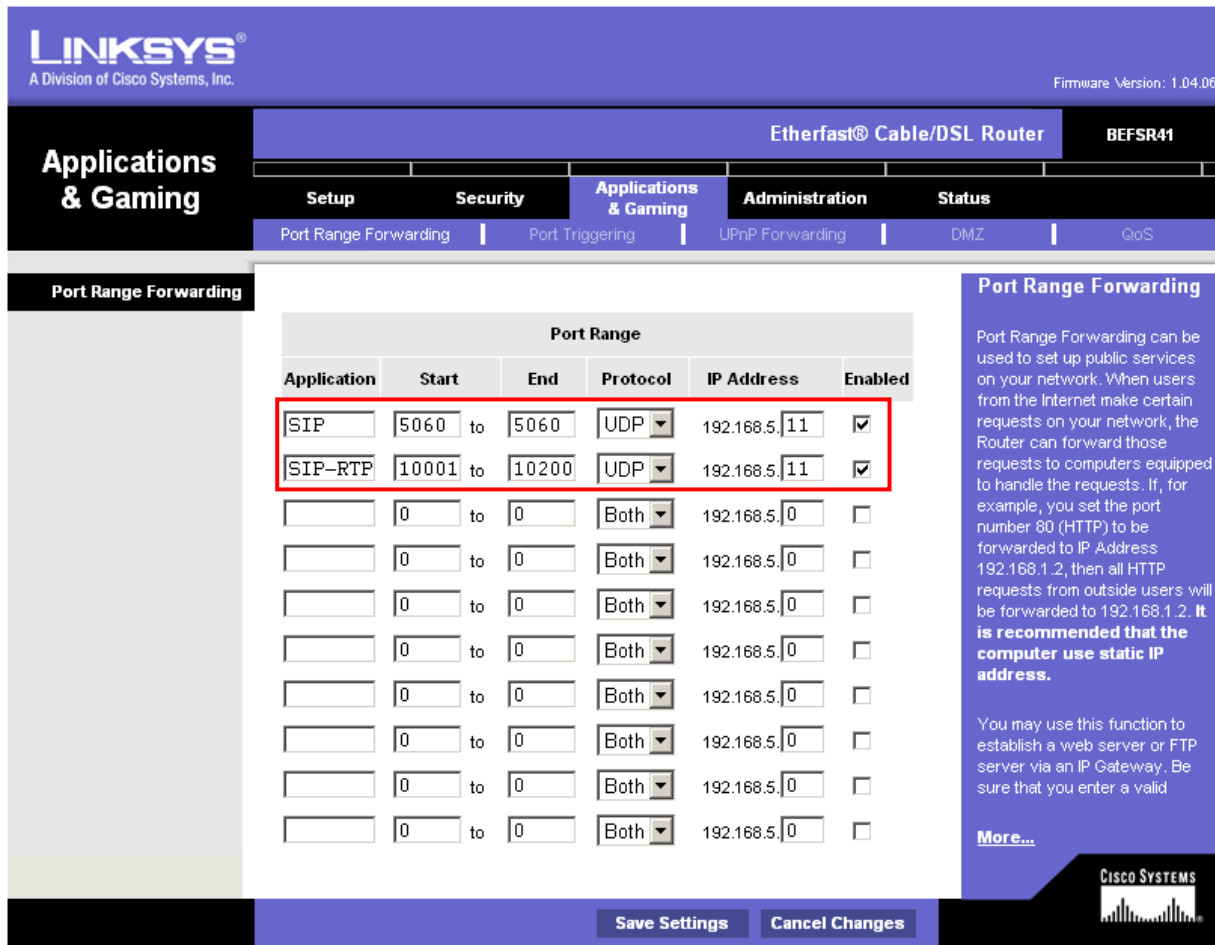 LINKSYS®
A Division of Cisco Systems, Inc.
Firmware Version: 1.04.06
Etherfast® Cable/DSL Router BEFSR41
Applications
& Gaming
Setup Security Applications & Gaming Administration Status
Port Range Forwarding Port Triggering UPnP Forwarding DMZ QoS
Port Range Forwarding
Port Range
Application Start End Protocol IP Address Enabled
SIP 5060 to 5060 UDP 192.168.5. 11
SIP-RTP 10001 to 10200 UDP 192.168.5. 11
0 to 0 Both 192.168.5. 0
0 to 0 Both 192.168.5. 0
0 to 0 Both 192.168.5. 0
0 to 0 Both 192.168.5. 0
0 to 0 Both 192.168.5. 0
0 to 0 Both 192.168.5. 0
0 to 0 Both 192.168.5. 0
0 to 0 Both 192.168.5. 0
Port Range Forwarding
Port Range Forwarding can be
used to set up public services
on your network. When users
from the Internet make certain
requests on your network, the
Router can forward those
requests to computers equipped
to handle the requests. If, for
example, you set the port
number 80 (HTTP) to be
forwarded to IP Address
192.168.1.2, then all HTTP
requests from outside users will
be forwarded to 192.168.1.2. It
is recommended that the
computer use static IP
address.
You may use this function to
establish a web server or FTP
server via an IP Gateway. Be
sure that you enter a valid
More...
Save Settings Cancel Changes
CISCO SYSTEMS